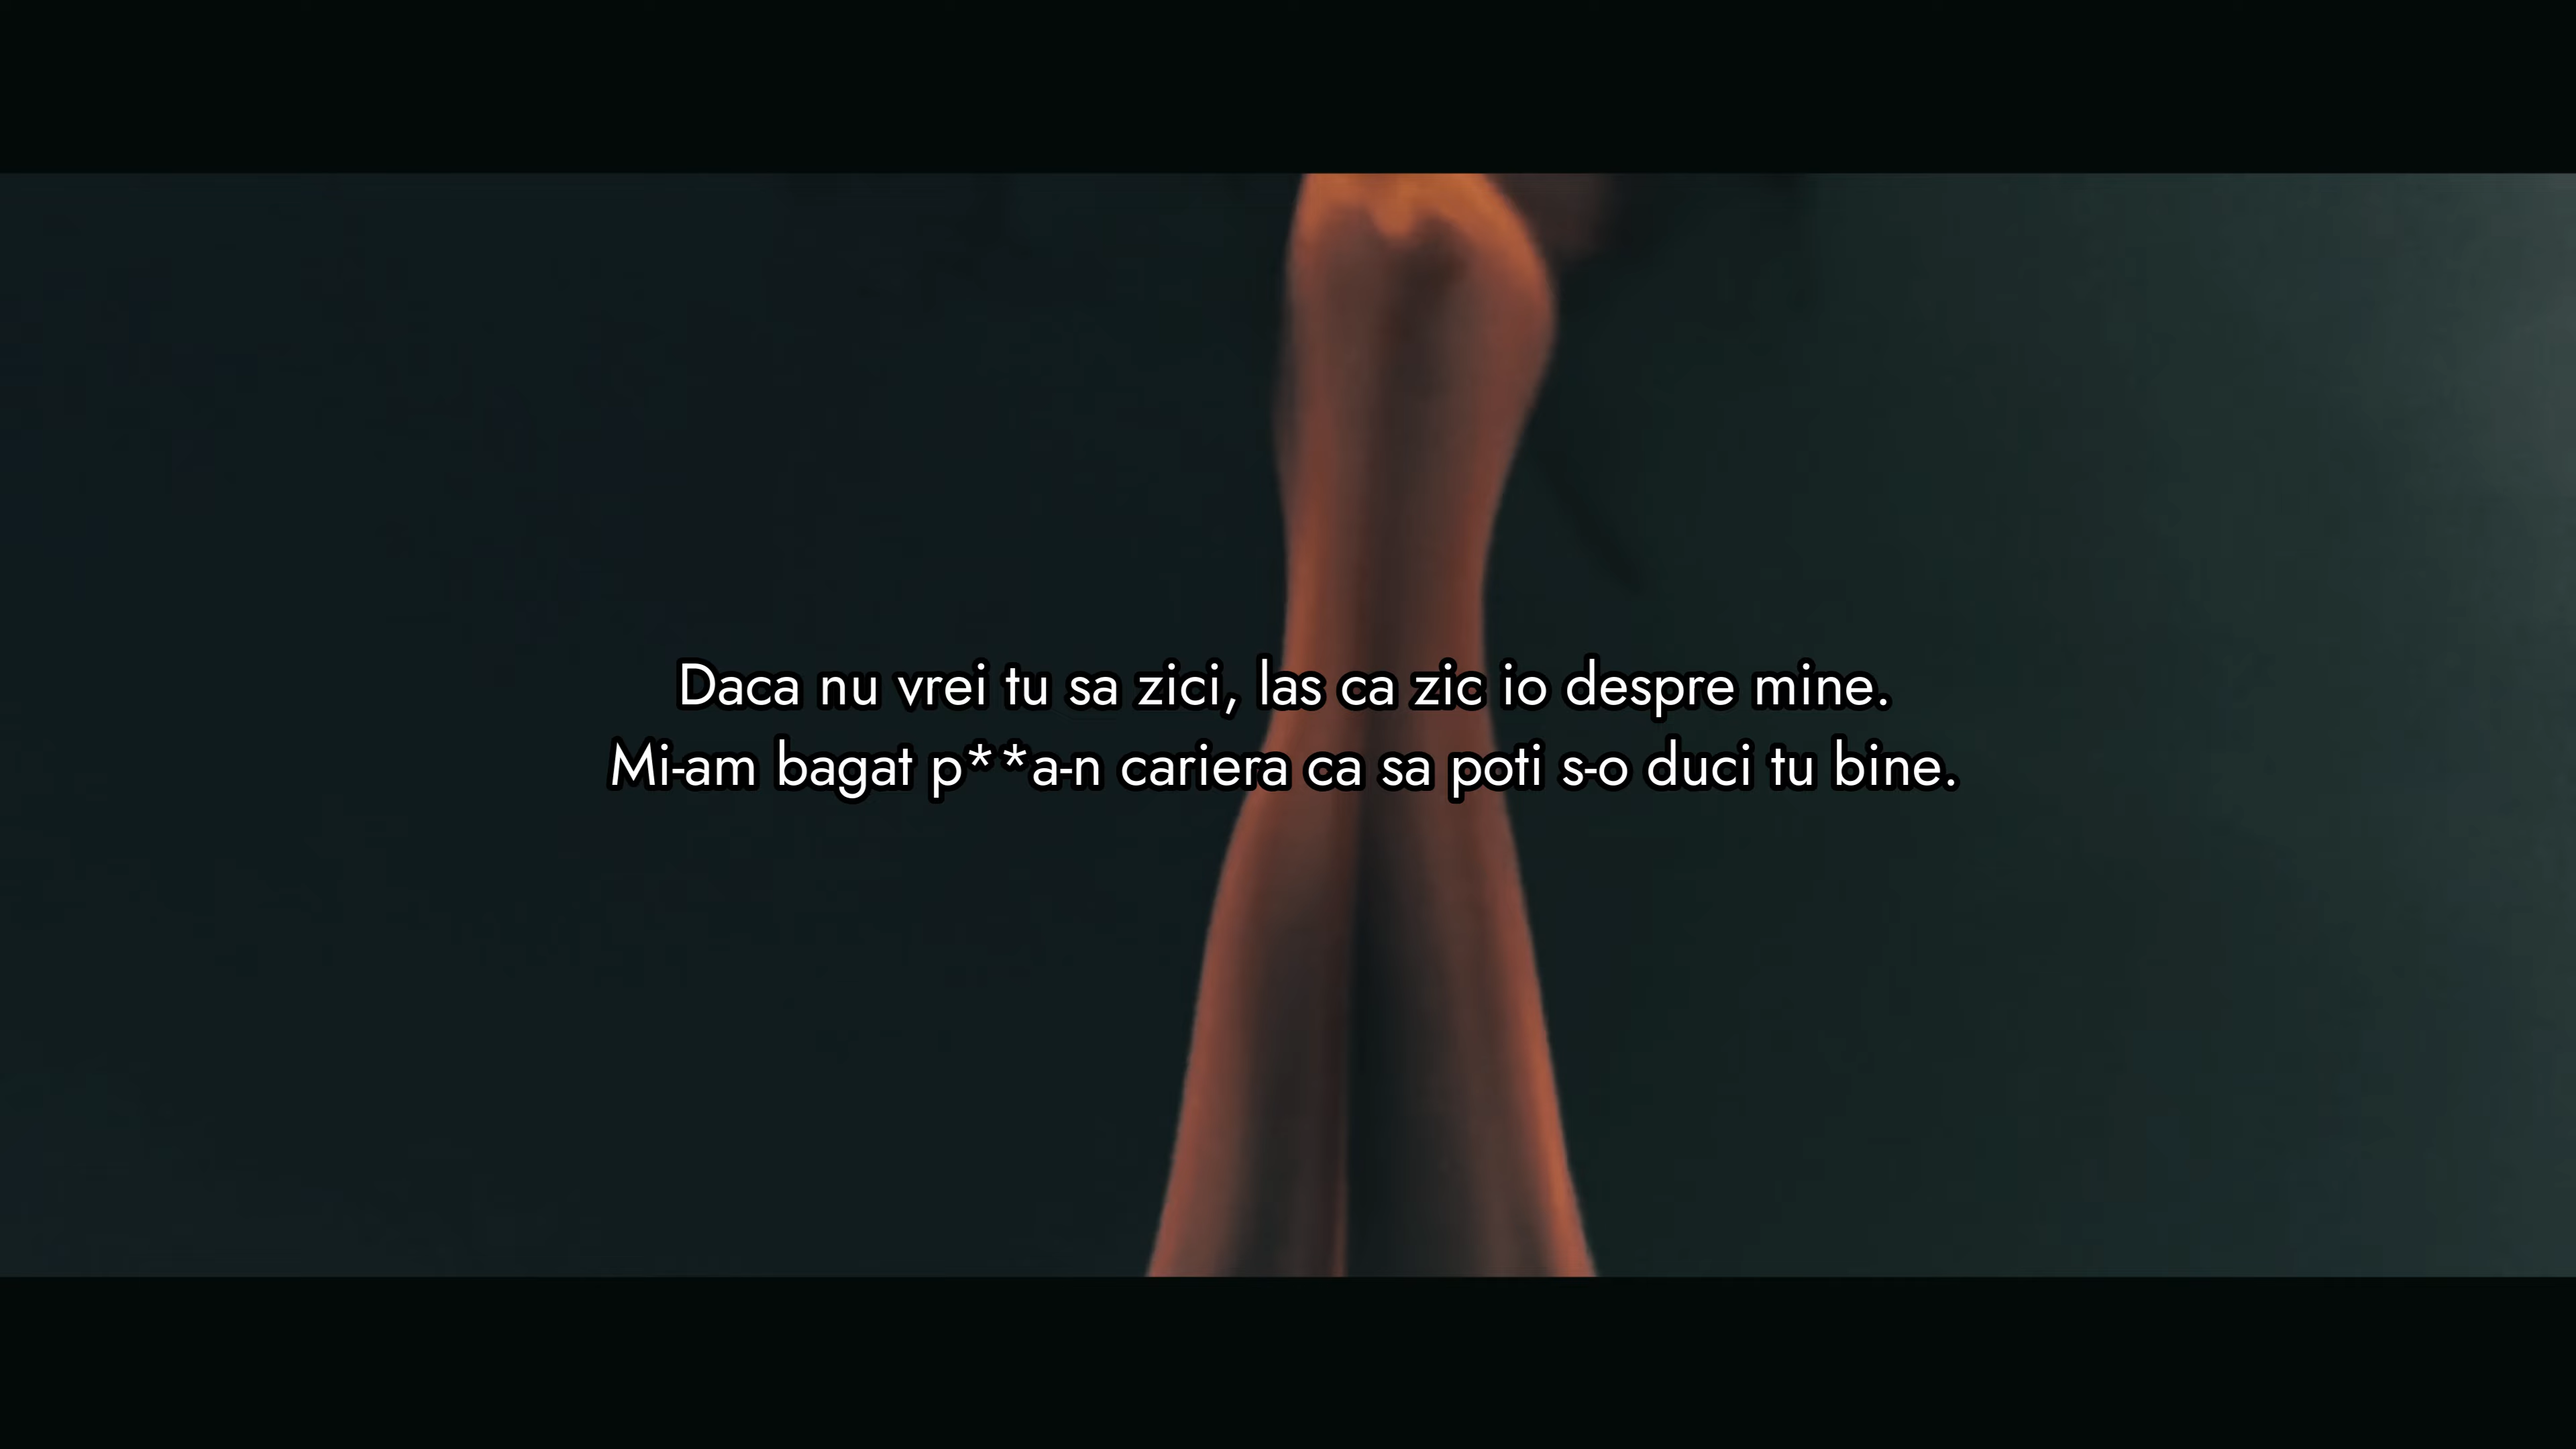 Daca nu vrei tu sa zici, las ca zic io despre mine.
Mi-am bagat p**a-n cariera ca sa poti s-o duci tu bine.